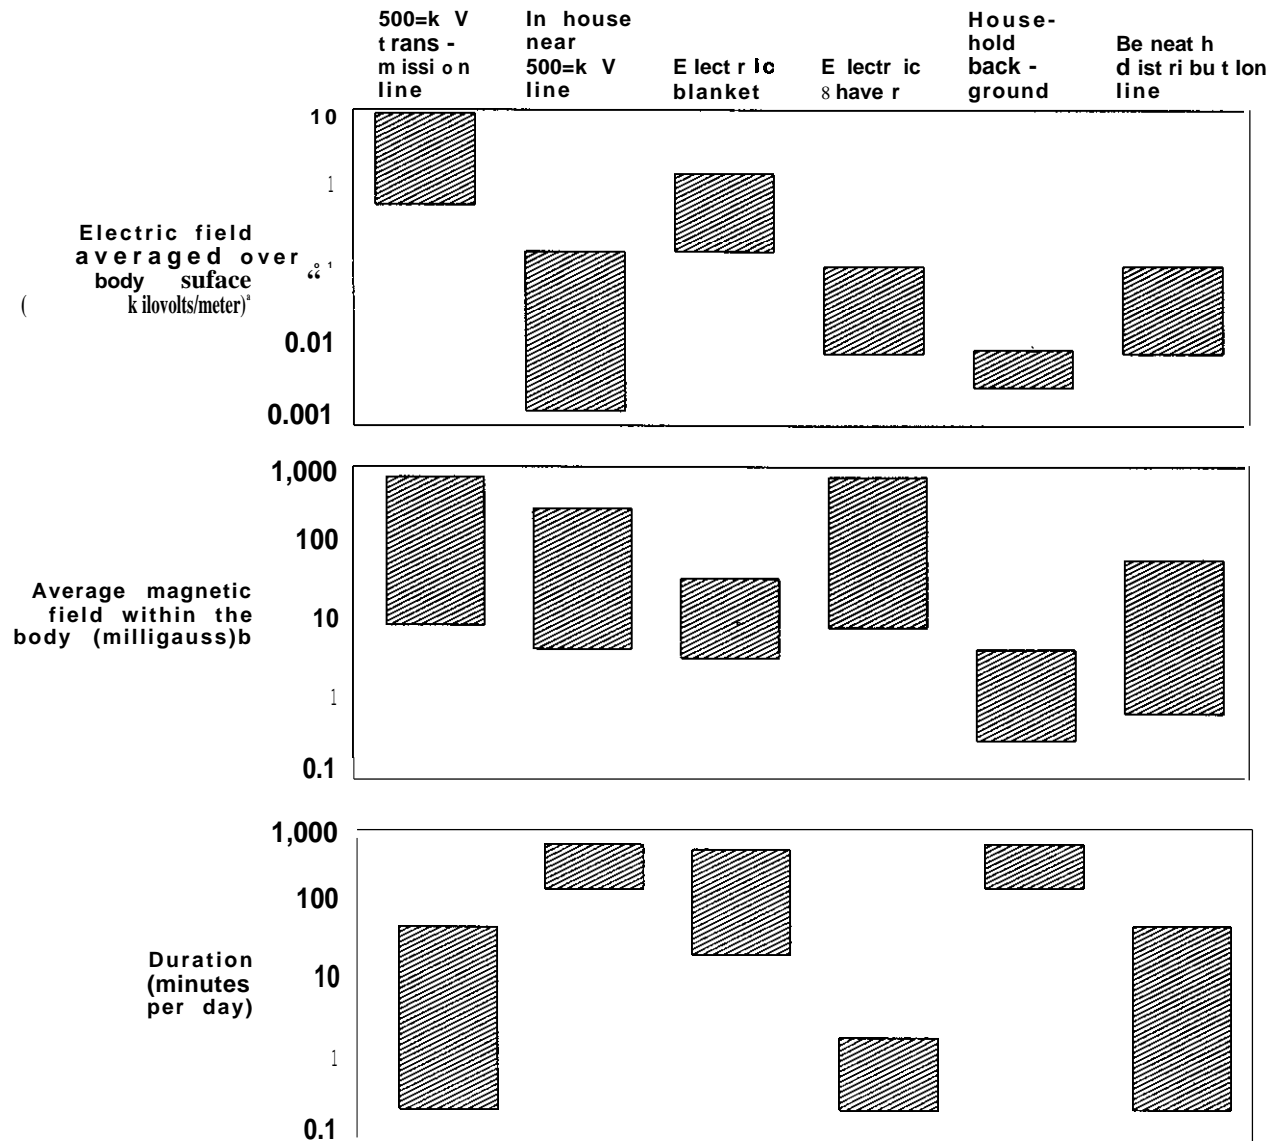 500=k V
trans -
missi o n
line
In house
near
500=k V
line
E lect r ic
blanket
E lectr ic
8 have r
House-
hold
back -
ground
Be neat h
d ist ri bu t lon
line
10
1
“° 1
0.01
0.001
Electric field
averaged over
body suface
( k ilovolts/meter)a
1,000
100
10
1
0.1
Average magnetic
field within the
body (milligauss)b
1,000
100
10
1
0.1
Duration
(minutes
per day)